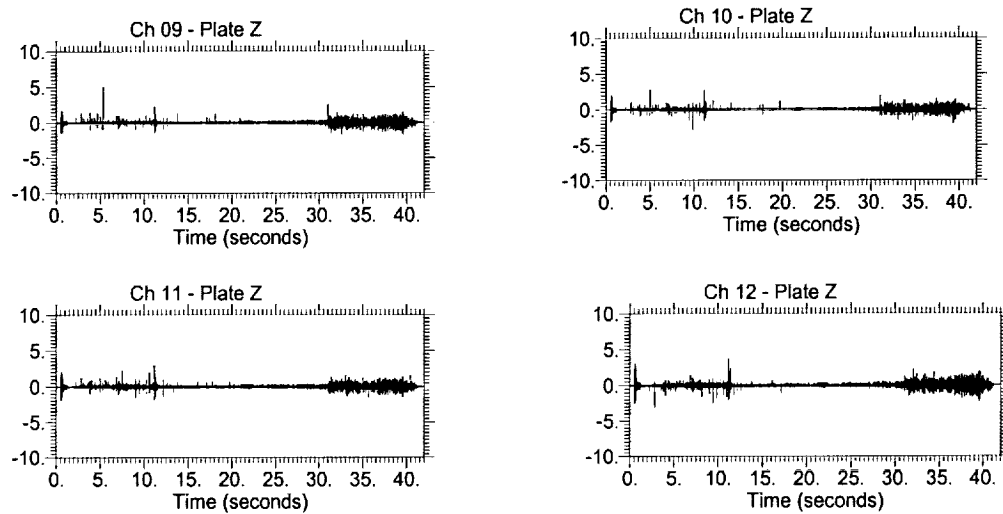 Ch 09 - Plate Z
10.
5.
0.
-5.
-10.
0. 5. 10. 15. 20. 25. 30. 35. 40.
Time (seconds)
Ch 10 - Plate Z
10.
5.
0.
-5.
-10.
0. 5. 10. 15. 20. 25. 30. 35. 40.
Time (seconds)
Ch 11 - Plate Z
10.
5.
0.
-5.
-10.
0. 5. 10. 15. 20. 25. 30. 35. 40.
Time (seconds)
Ch 12 - Plate Z
10.
5.
0.
-5.
-10.
0. 5. 10. 15. 20. 25. 30. 35. 40.
Time (seconds)